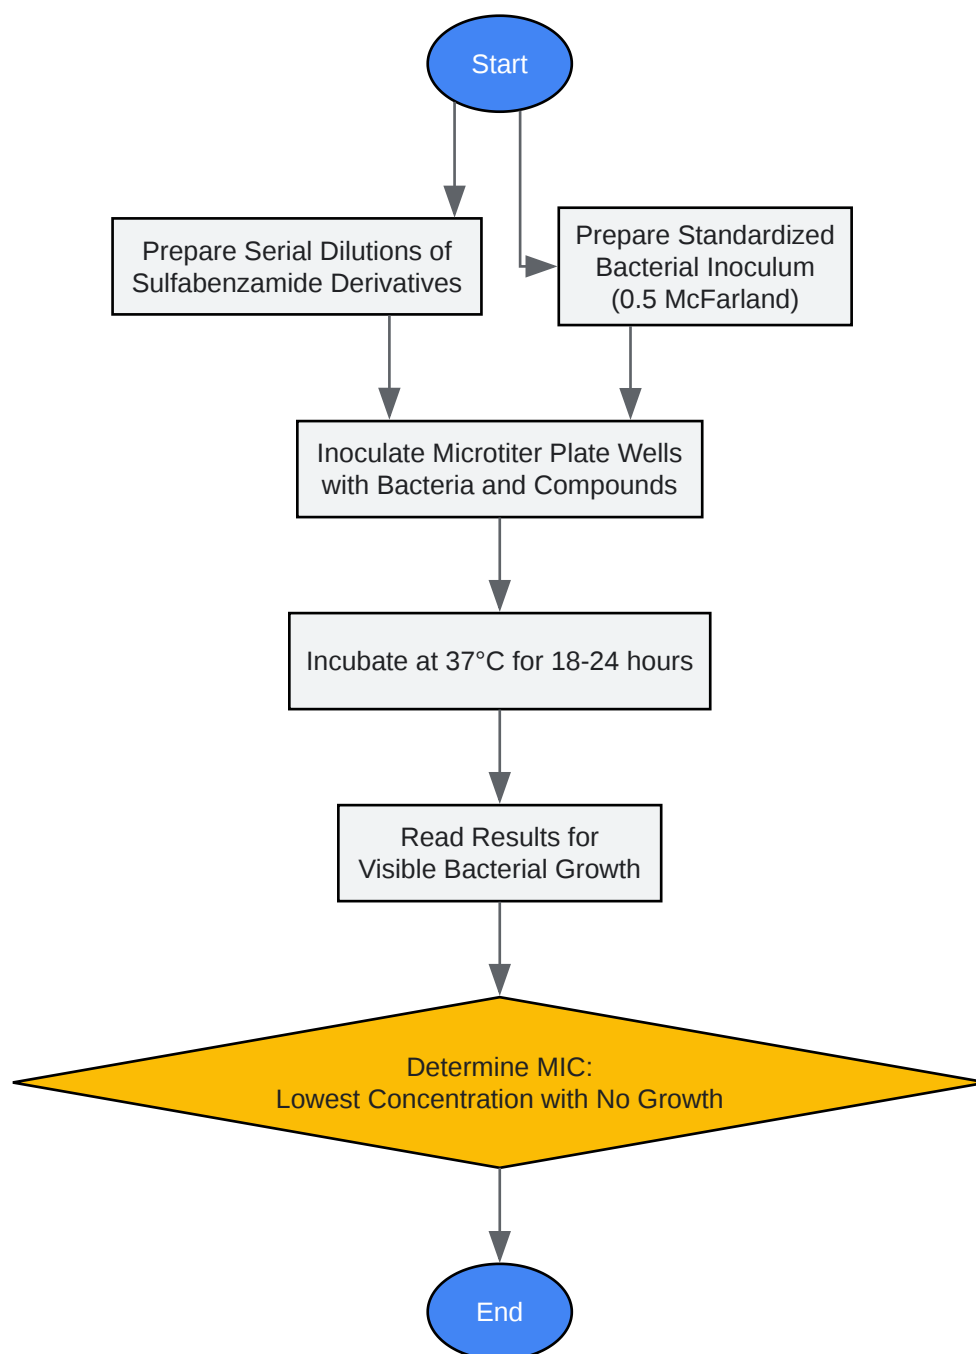 Start
Prepare Serial Dilutions of
Sulfabenzamide Derivatives
Prepare Standardized
Bacterial Inoculum
(0.5 McFarland)
Inoculate Microtiter Plate Wells
with Bacteria and Compounds
Incubate at 37°C for 18-24 hours
Read Results for
Visible Bacterial Growth
Determine MIC:
Lowest Concentration with No Growth
End